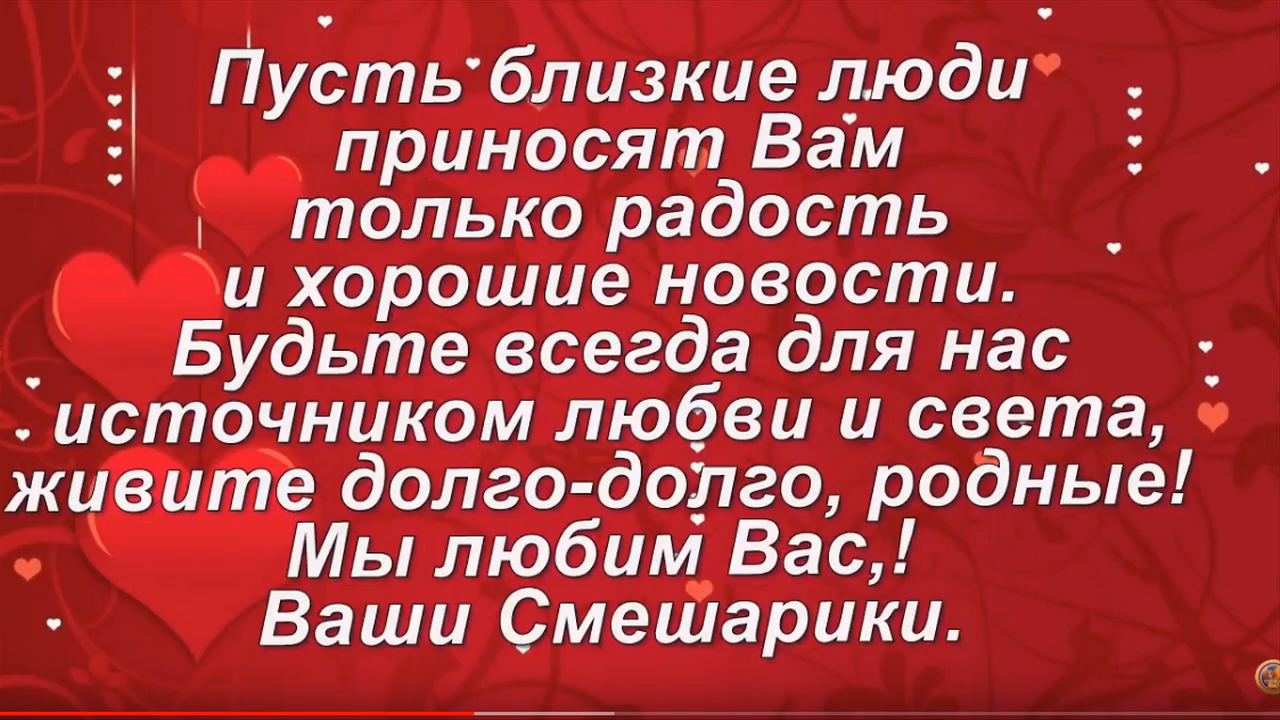 Пусть близкие люди
приносят Вам
только радость
и хорошие новости.
Будьте всегда для нас
источником любви и света,
живите долго-долго, родные!
Мы любим Вас,!
Ваши Смешарики.